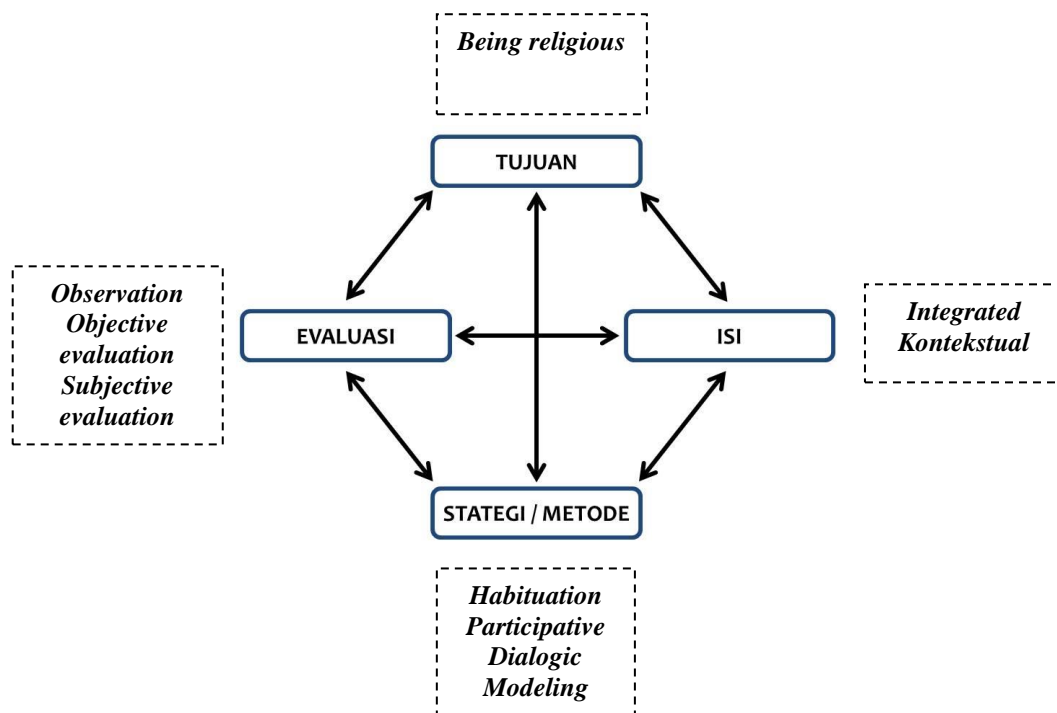 Being religious
TUJUAN
Observation
Objective
evaluation
Subjective
evaluation
EVALUASI
ISI
Integrated
Kontekstual
STATEGI / METODE
Habituation
Participative
Dialogic
Modeling